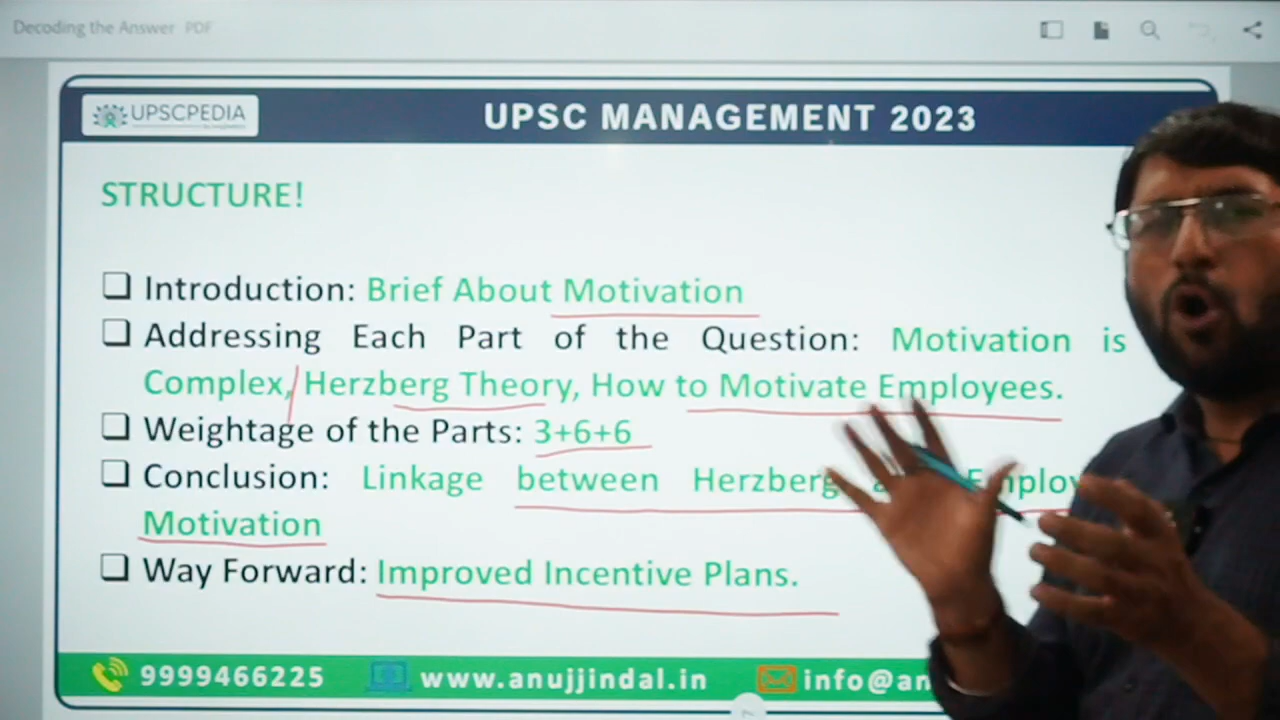 Decoding the Answer PDF
UPSCPEDIA
UPSC MANAGEMENT 2023
STRUCTURE!
❑ Introduction: Brief About Motivation
❑ Addressing Each Part of the Question: Motivation is
Complex, Herzberg Theory, How to Motivate Employees.
❑ Weightage of the Parts: 3+6+6
❑ Conclusion: Linkage between Herzberg
Motivation
❑ Way Forward: Improved Incentive Plans.
9999466225 www.anujjindal.in